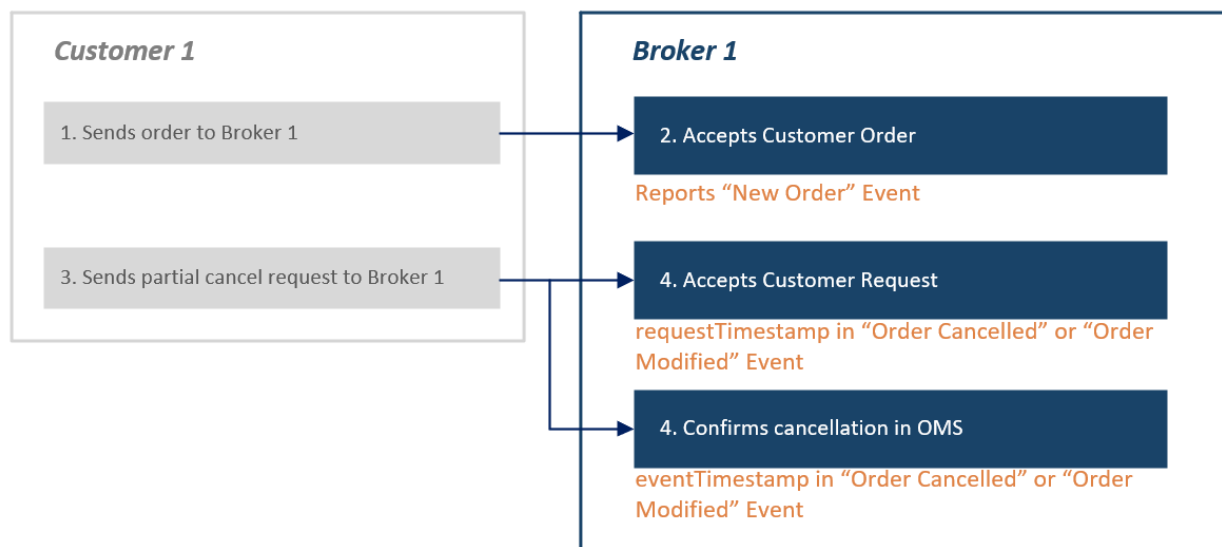 Customer 1
Broker 1
1. Sends order to Broker 1
2. Accepts Customer Order
Reports “New Order” Event
3. Sends partial cancel request to Broker 1
4. Accepts Customer Request
requestTimestamp in “Order Cancelled” or “Order
Modified” Event
4. Confirms cancellation in OMS
eventTimestamp in “Order Cancelled” or “Order
Modified” Event